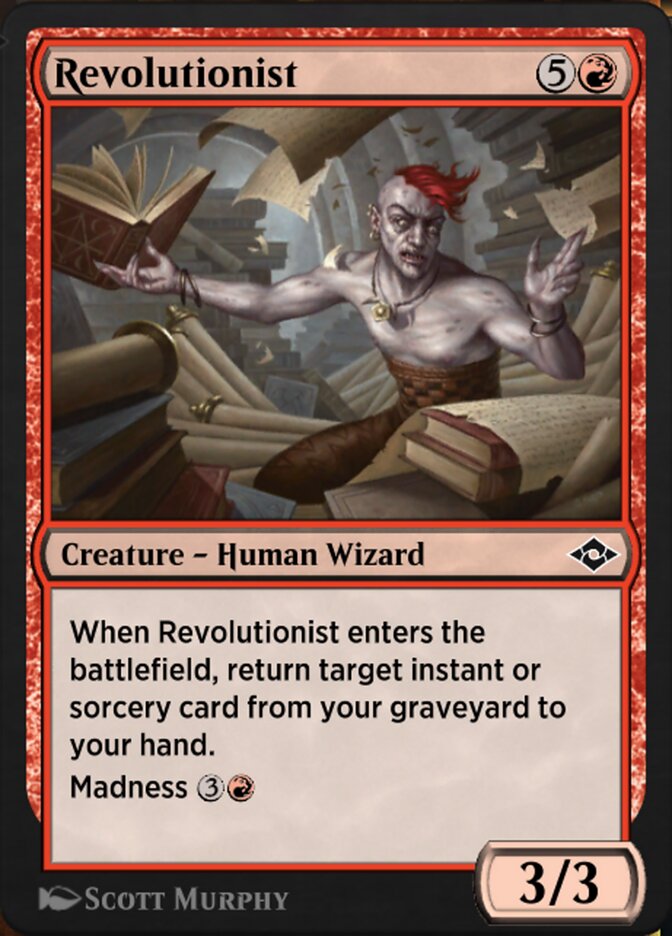 Revolutionist 5
Creature – Human Wizard
When Revolutionist enters the
battlefield, return target instant or
sorcery card from your graveyard to
your hand.
Madness 3
3/3
Scott Murphy